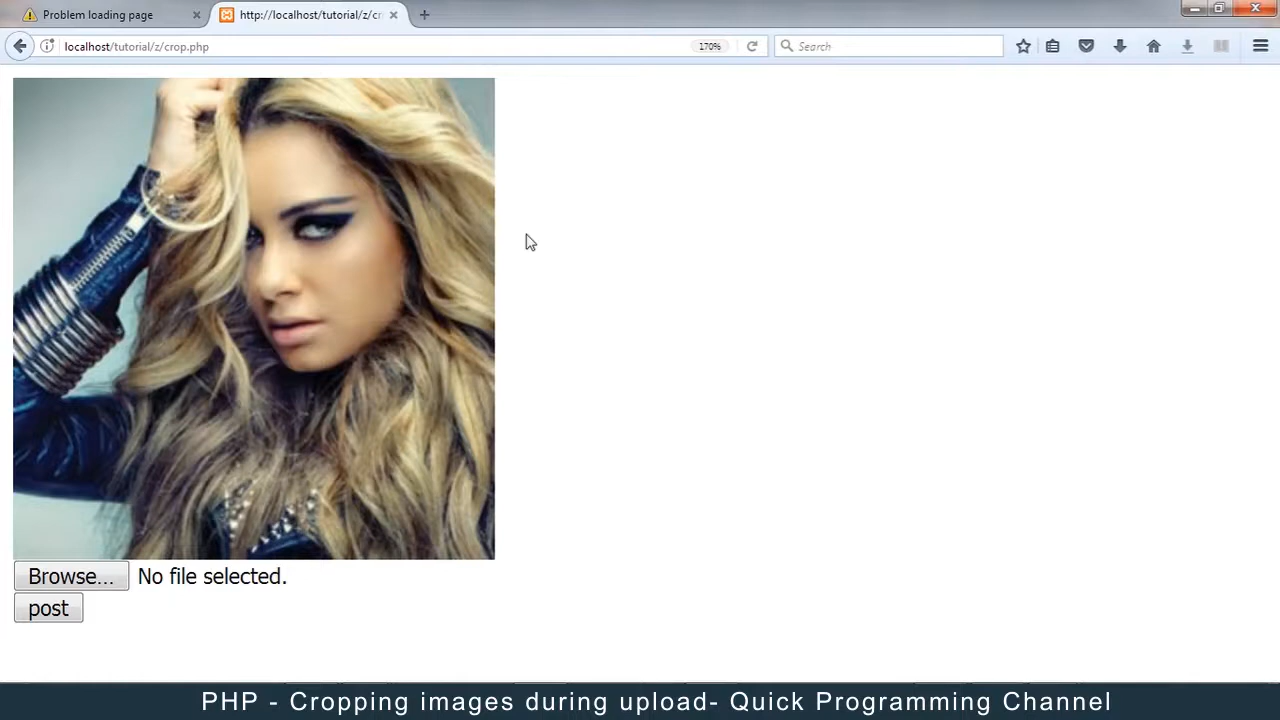 Problem loading page
http://localhost/tutorial/z/cr
localhost/tutorial/z/crop.php
170%
Search
Browse...
No file selected.
post
PHP - Cropping images during upload- Quick Programming Channel